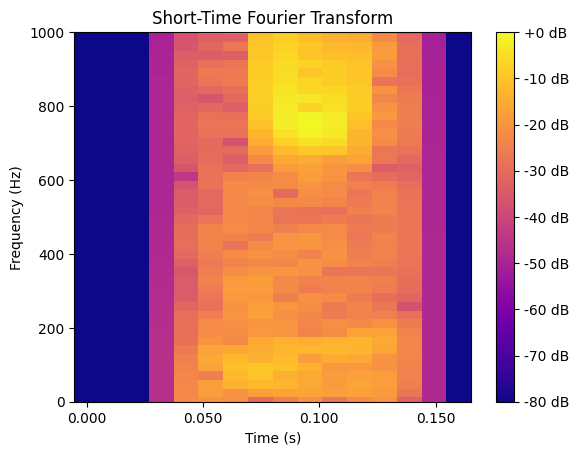 Short-Time Fourier Transform
Frequency (Hz)
1000
800
600
400
200
0
0.000
0.050
0.100
0.150
Time (s)
+0 dB
-10 dB
-20 dB
-30 dB
-40 dB
-50 dB
-60 dB
-70 dB
-80 dB